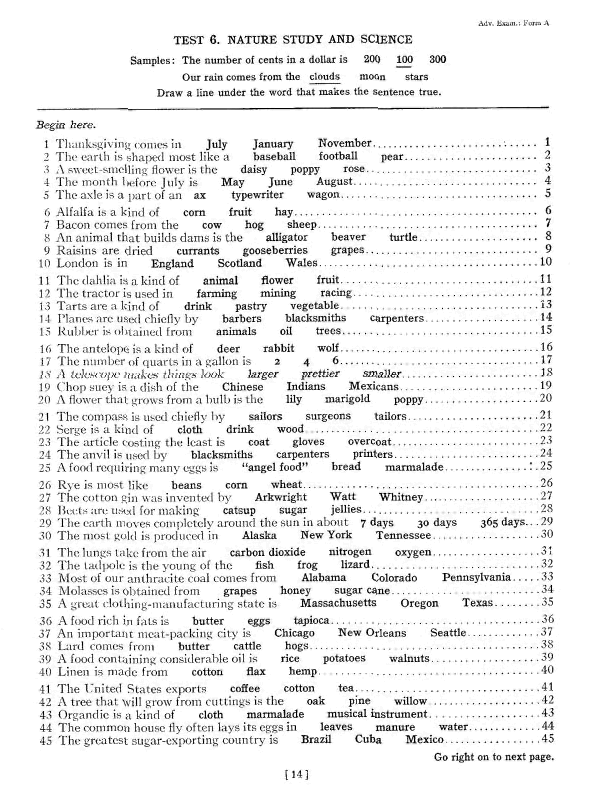 Adv. Exam.: Form A
TEST 6. NATURE STUDY AND SCIENCE
Samples: The number of cents in a dollar is 200 100 300
Our rain comes from the clouds moon stars
Draw a line under the word that makes the sentence true.
Begin here.
1 Thanksgiving comes in July January November 1
2 The earth is shaped most like a baseball football pear 2
3 A sweet-smelling flower is the daisy poppy rose 3
4 The month before July is May June August 4
5 The axle is a part of an ax typewriter wagon 5
6 Alfalfa is a kind of corn fruit hay 6
7 Bacon comes from the cow hog sheep 7
8 An animal that builds dams is the alligator beaver turtle 8
9 Raisins are dried currants gooseberries grapes 9
10 London is in England Scotland Wales 10
11 The dahlia is a kind of animal flower fruit 11
12 The tractor is used in farming mining racing 12
13 Tarts are a kind of drink pastry vegetable 13
14 Planes are used chiefly by barbers blacksmiths carpenters 14
15 Rubber is obtained from animals oil trees 15
16 The antelope is a kind of deer rabbit wolf 16
17 The number of quarts in a gallon is 2 4 6 17
18 A telescope makes things look larger prettier smaller 18
19 Chop suey is a dish of the Chinese Indians Mexicans 19
20 A flower that grows from a bulb is the lily marigold poppy 20
21 The compass is used chiefly by sailors surgeons tailors 21
22 Serge is a kind of cloth drink wood 22
23 The article costing the least is coat gloves overcoat 23
24 The anvil is used by blacksmiths carpenters printers 24
25 A food requiring many eggs is "angel food" bread marmalade 25
26 Rye is most like beans corn wheat 26
27 The cotton gin was invented by Arkwright Watt Whitney 27
28 Beets are used for making catsup sugar jellies 28
29 The earth moves completely around the sun in about 7 days 30 days 365 days 29
30 The most gold is produced in Alaska New York Tennessee 30
31 The lungs take from the air carbon dioxide nitrogen oxygen 31
32 The tadpole is the young of the fish frog lizard 32
33 Most of our anthracite coal comes from Alabama Colorado Pennsylvania 33
34 Molasses is obtained from grapes honey sugar cane 34
35 A great clothing-manufacturing state is Massachusetts Oregon Texas 35
36 A food rich in fats is butter eggs tapioca 36
37 An important meat-packing city is Chicago New Orleans Seattle 37
38 Lard comes from butter cattle hogs 38
39 A food containing considerable oil is rice potatoes walnuts 39
40 Linen is made from cotton flax hemp 40
41 The United States exports coffee cotton tea 41
42 A tree that will grow from cuttings is the oak pine willow 42
43 Organdie is a kind of cloth marmalade musical instrument 43
44 The common house fly often lays its eggs in leaves manure water 44
45 The greatest sugar-exporting country is Brazil Cuba Mexico 45
Go right on to next page.
[ 14 ]